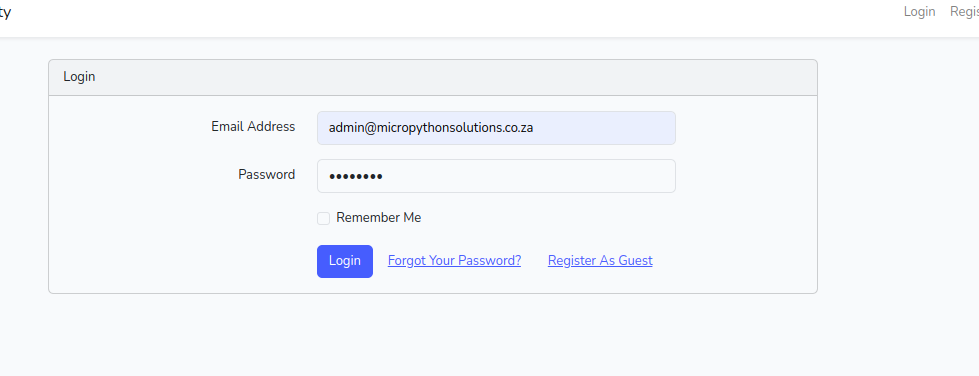 ty Login Regis
Login
Email Address admin@micropythonsolutions.co.za
Password ••••••••
Remember Me
Login Forgot Your Password? Register As Guest